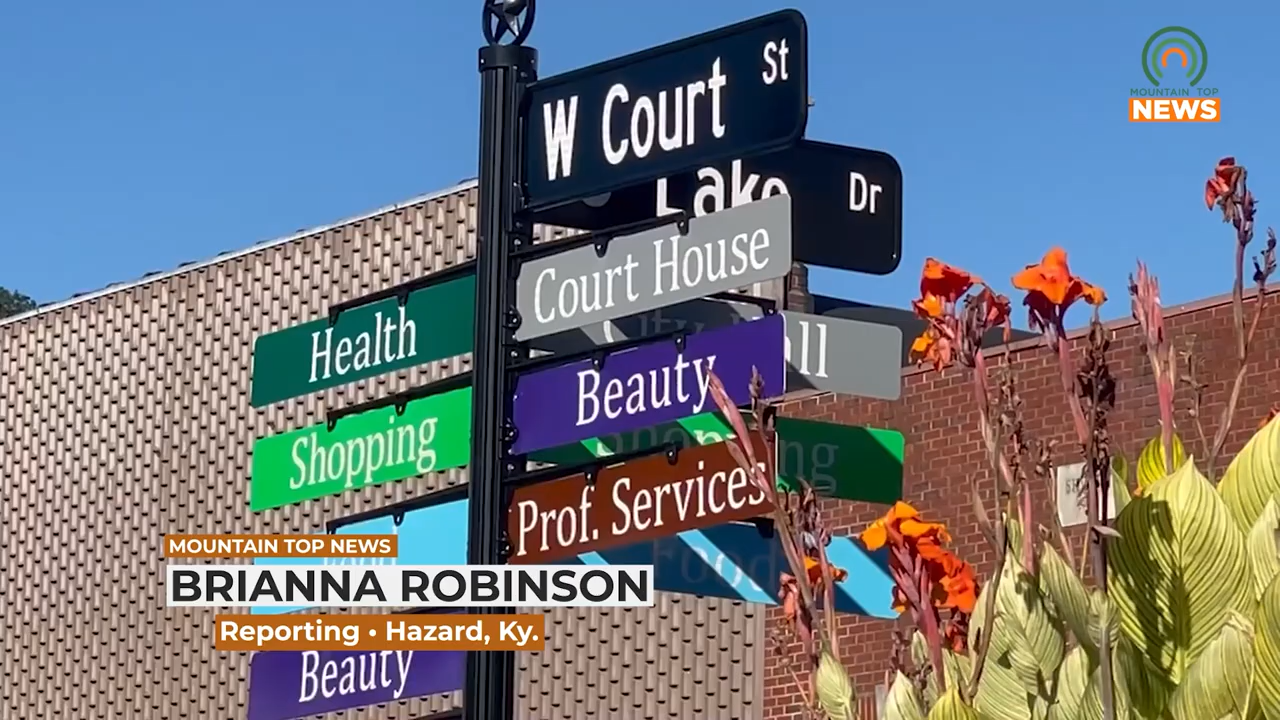 W Court St
Lake Dr
Court House
Health
Beauty
Shopping
Prof. Services
Food
Beauty
MOUNTAIN TOP
NEWS
MOUNTAIN TOP NEWS
BRIANNA ROBINSON
Reporting • Hazard, Ky.